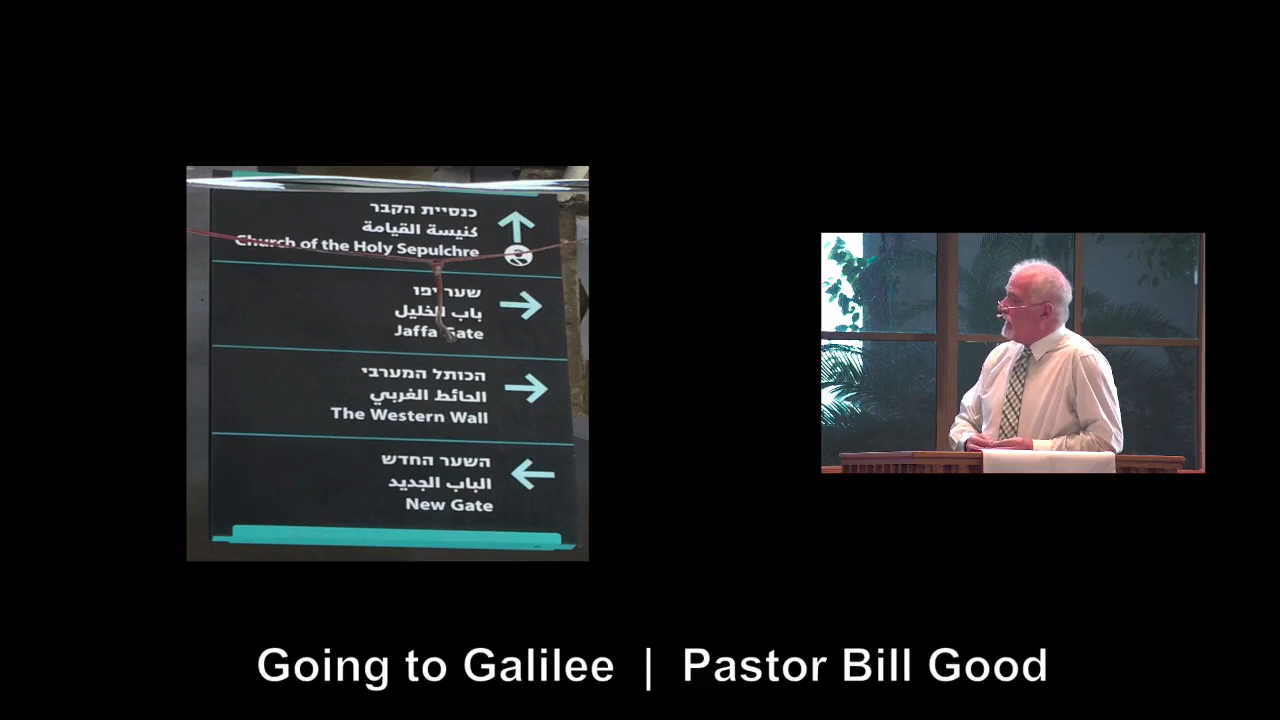 כנסיית הקבר
كنيسة القيامة
Church of the Holy Sepulchre
שער יפו
باب الخليل
Jaffa Gate
הכותל המערבי
الحائط الغربي
The Western Wall
השער החדש
الباب الجديد
New Gate
Going to Galilee | Pastor Bill Good